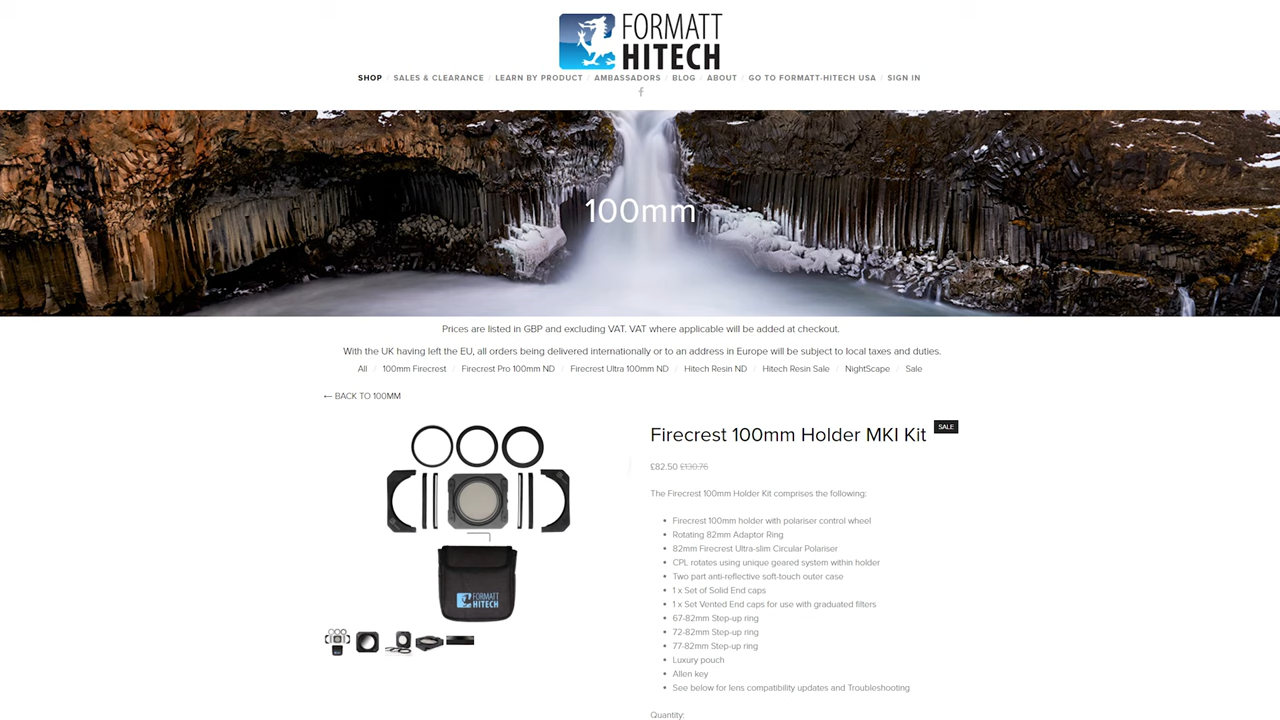 FORMATT
HITECH
SHOP / SALES & CLEARANCE / LEARN BY PRODUCT / AMBASSADORS / BLOG / ABOUT / GO TO FORMATT-HITECH USA / SIGN IN
100mm
Prices are listed in GBP and excluding VAT. VAT where applicable will be added at checkout.
With the UK having left the EU, all orders being delivered internationally or to an address in Europe will be subject to local taxes and duties.
All / 100mm Firecrest / Firecrest Pro 100mm ND / Firecrest Ultra 100mm ND / Hitech Resin ND / Hitech Resin Sale / NightScape / Sale
← BACK TO 100MM
Firecrest 100mm Holder MKI Kit
SALE
£82.50 £130.76
The Firecrest 100mm Holder Kit comprises the following:
• Firecrest 100mm holder with polariser control wheel
• Rotating 82mm Adaptor Ring
• 82mm Firecrest Ultra-slim Circular Polariser
• CPL rotates using unique geared system within holder
• Two part anti-reflective soft-touch outer case
• 1 x Set of Solid End caps
• 1 x Set Vented End caps for use with graduated filters
• 67-82mm Step-up ring
• 72-82mm Step-up ring
• 77-82mm Step-up ring
• Luxury pouch
• Allen key
• See below for lens compatibility updates and Troubleshooting
FORMATT
HITECH
Quantity: